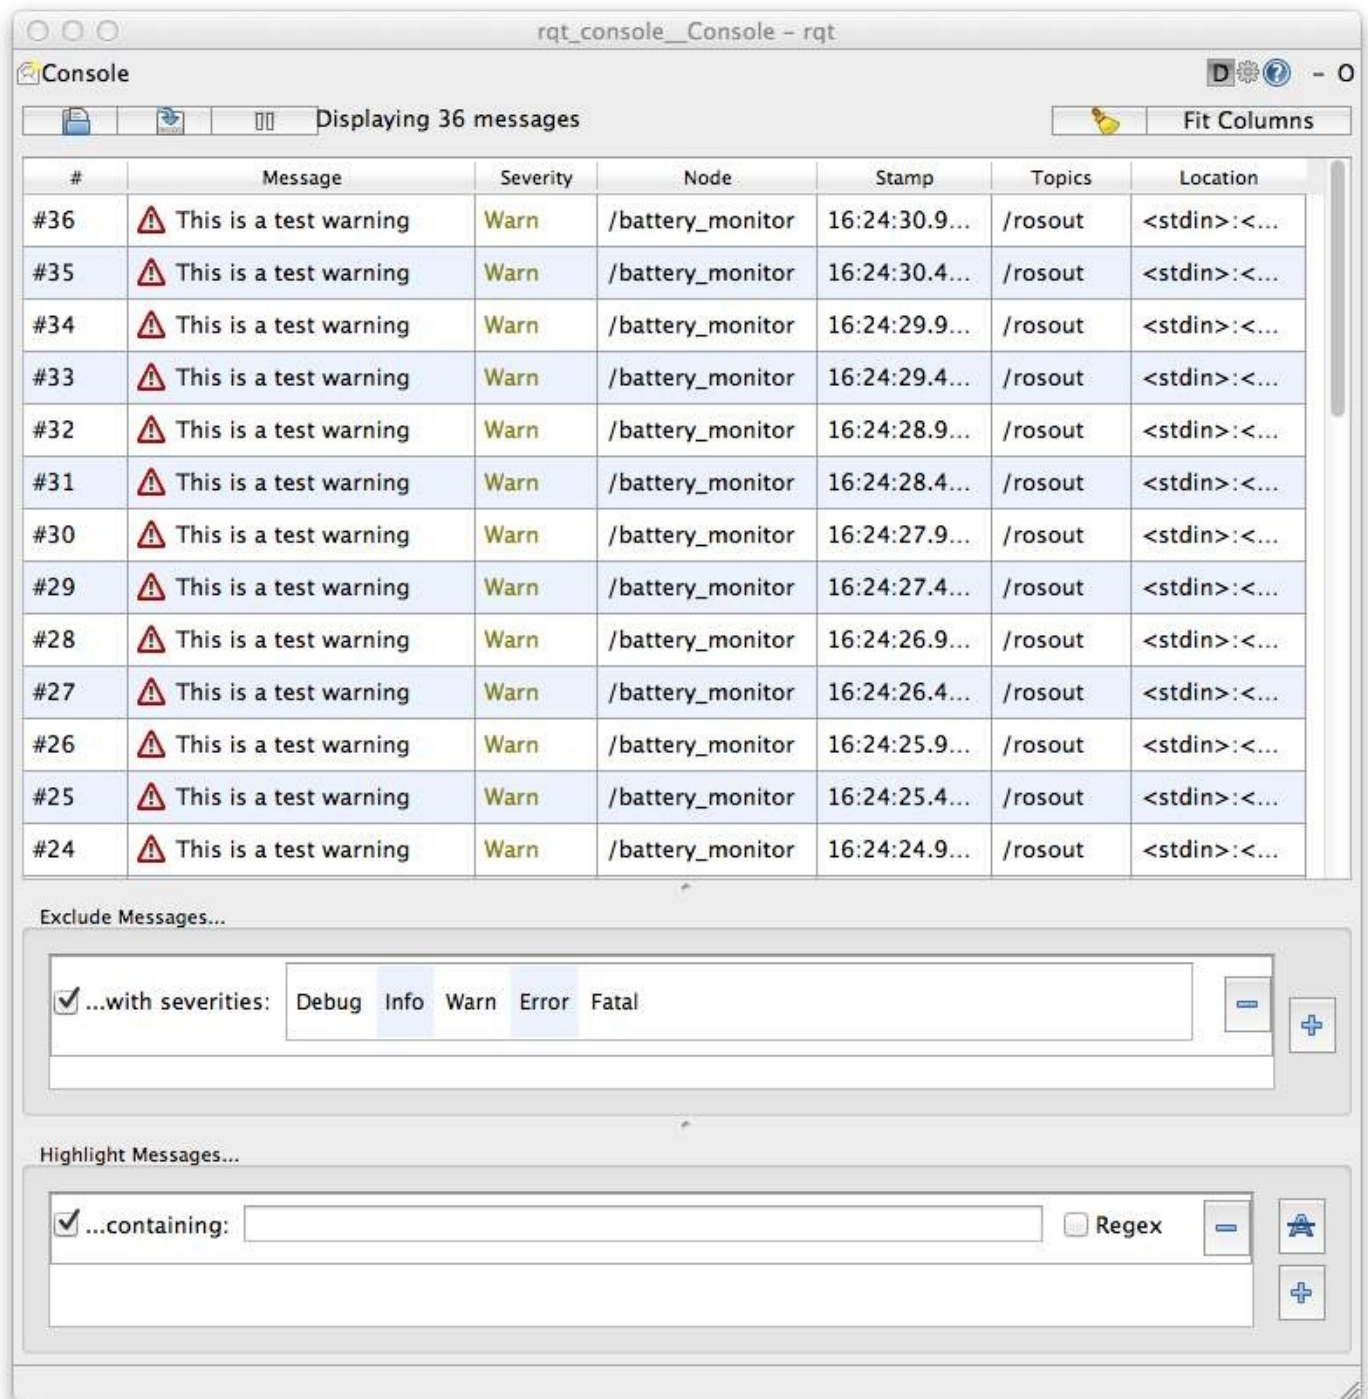 rqt_console__Console – rqt
Console D – O
Displaying 36 messages Fit Columns
# Message Severity Node Stamp Topics Location
#36 This is a test warning Warn /battery_monitor 16:24:30.9... /rosout <stdin>:<...
#35 This is a test warning Warn /battery_monitor 16:24:30.4... /rosout <stdin>:<...
#34 This is a test warning Warn /battery_monitor 16:24:29.9... /rosout <stdin>:<...
#33 This is a test warning Warn /battery_monitor 16:24:29.4... /rosout <stdin>:<...
#32 This is a test warning Warn /battery_monitor 16:24:28.9... /rosout <stdin>:<...
#31 This is a test warning Warn /battery_monitor 16:24:28.4... /rosout <stdin>:<...
#30 This is a test warning Warn /battery_monitor 16:24:27.9... /rosout <stdin>:<...
#29 This is a test warning Warn /battery_monitor 16:24:27.4... /rosout <stdin>:<...
#28 This is a test warning Warn /battery_monitor 16:24:26.9... /rosout <stdin>:<...
#27 This is a test warning Warn /battery_monitor 16:24:26.4... /rosout <stdin>:<...
#26 This is a test warning Warn /battery_monitor 16:24:25.9... /rosout <stdin>:<...
#25 This is a test warning Warn /battery_monitor 16:24:25.4... /rosout <stdin>:<...
#24 This is a test warning Warn /battery_monitor 16:24:24.9... /rosout <stdin>:<...
Exclude Messages...
...with severities: Debug Info Warn Error Fatal
Highlight Messages...
...containing: Regex